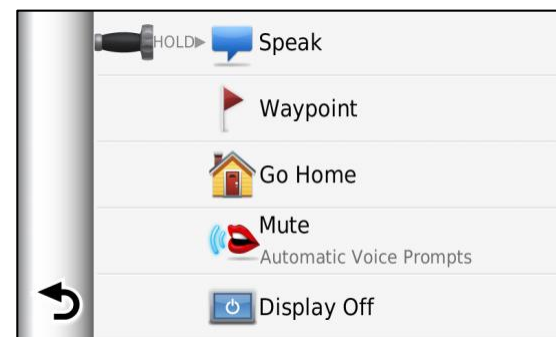 HOLD Speak
Waypoint
Go Home
Mute
Automatic Voice Prompts
Display Off